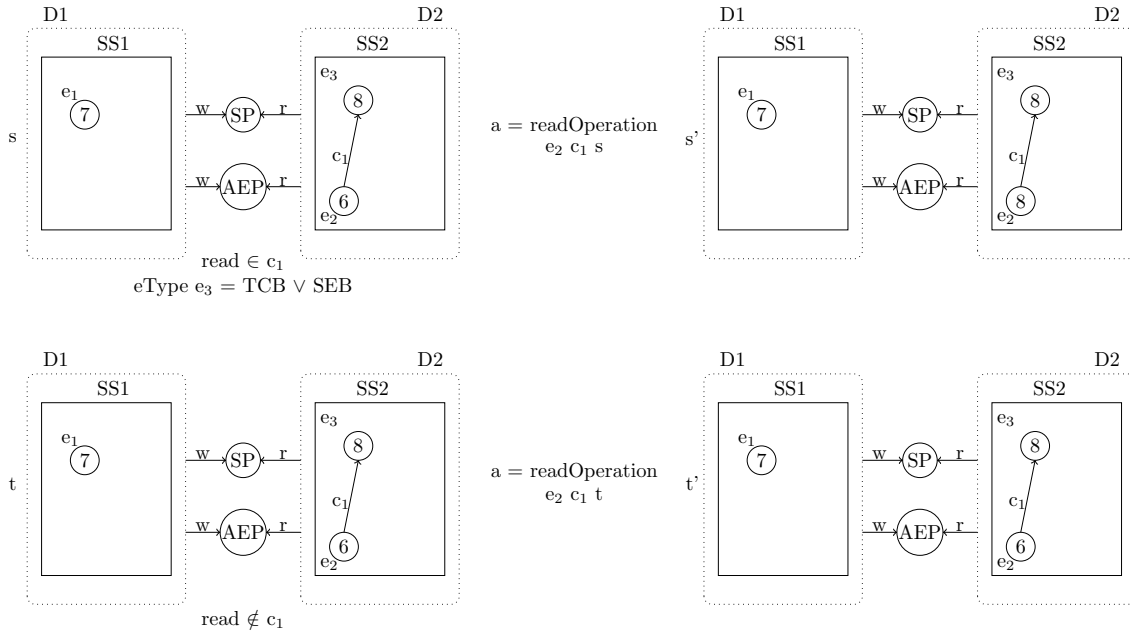 D1 D2 D1 D2
SS1 SS2 SS1 SS2
e3 e3
e1 8 e1 8
7 w SP r 7 w SP r
a = readOperation
s e2 c1 s s'
c1 c1
w AEP r w AEP r
6 8
e2 e2
read ∈ c1
eType e3 = TCB ∨ SEB
D1 D2 D1 D2
SS1 SS2 SS1 SS2
e3 e3
e1 8 e1 8
7 w SP r 7 w SP r
a = readOperation
t e2 c1 t t'
c1 c1
w AEP r w AEP r
6 6
e2 e2
read ∉ c1